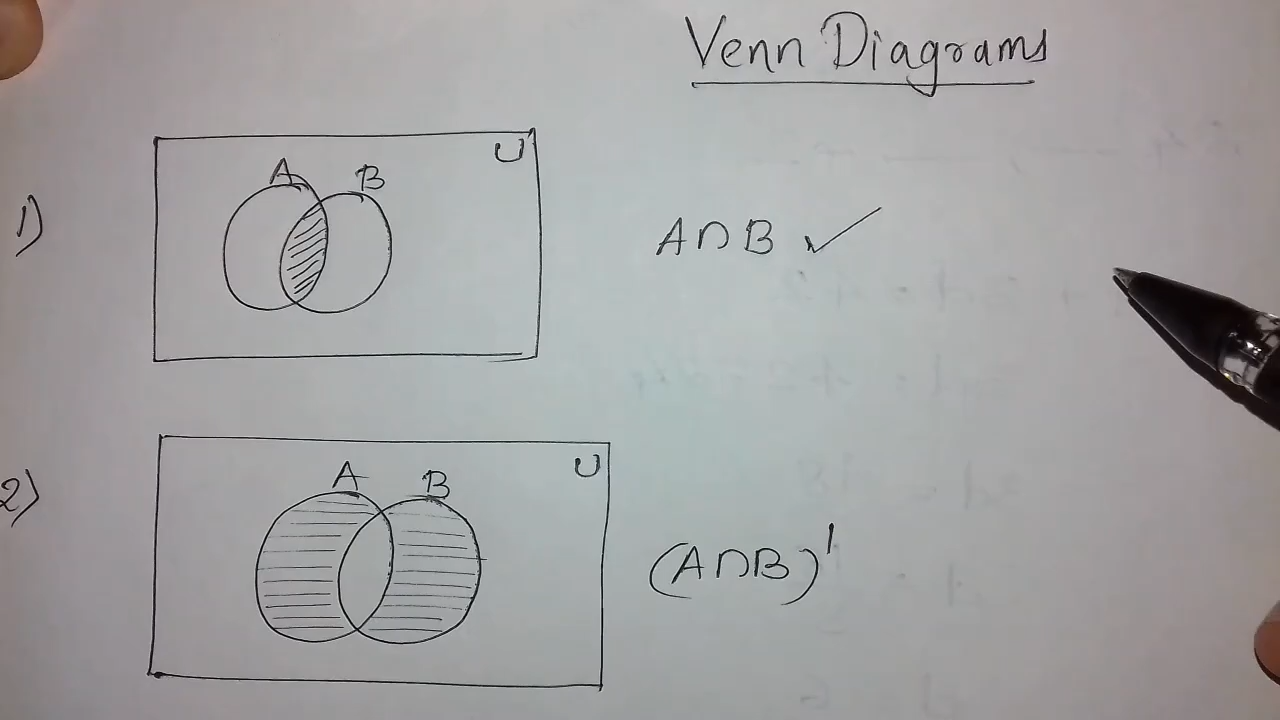 Venn Diagrams
1)
A B U
A∩B ✓
2)
A B U
(A∩B)'